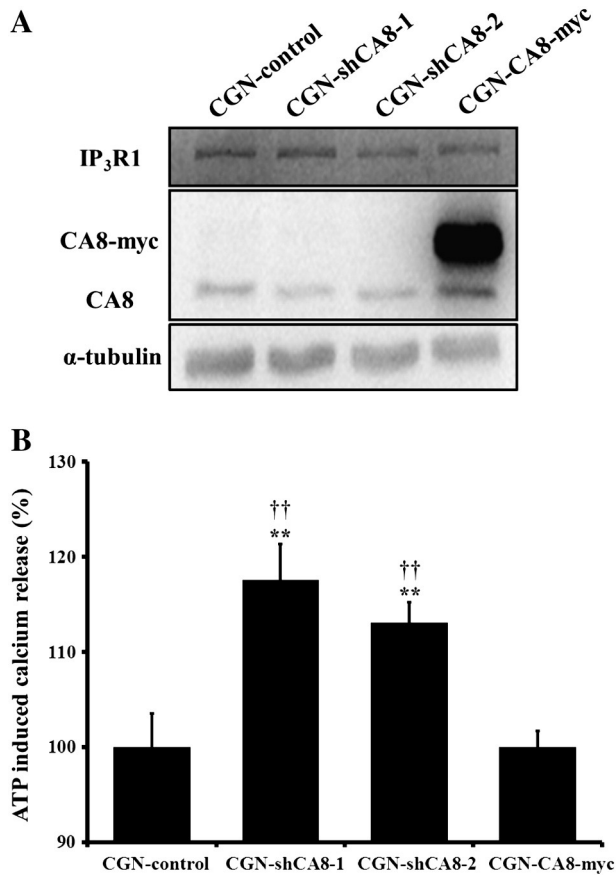 A
CGN-control
CGN-shCA8-1
CGN-shCA8-2
CGN-CA8-myc
IP₃R1
CA8-myc
CA8
α-tubulin
B
ATP induced calcium release (%)
130
120
110
100
90
††
**
††
**
CGN-control
CGN-shCA8-1
CGN-shCA8-2
CGN-CA8-myc